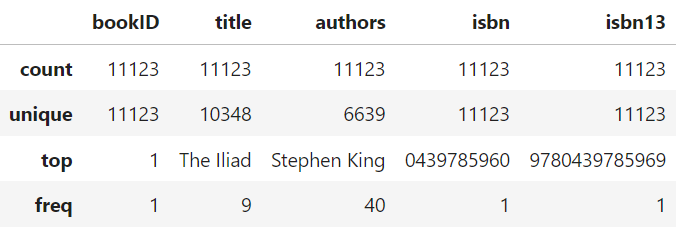 bookID title authors isbn isbn13
count 11123 11123 11123 11123 11123
unique 11123 10348 6639 11123 11123
top 1 The Iliad Stephen King 0439785960 9780439785969
freq 1 9 40 1 1